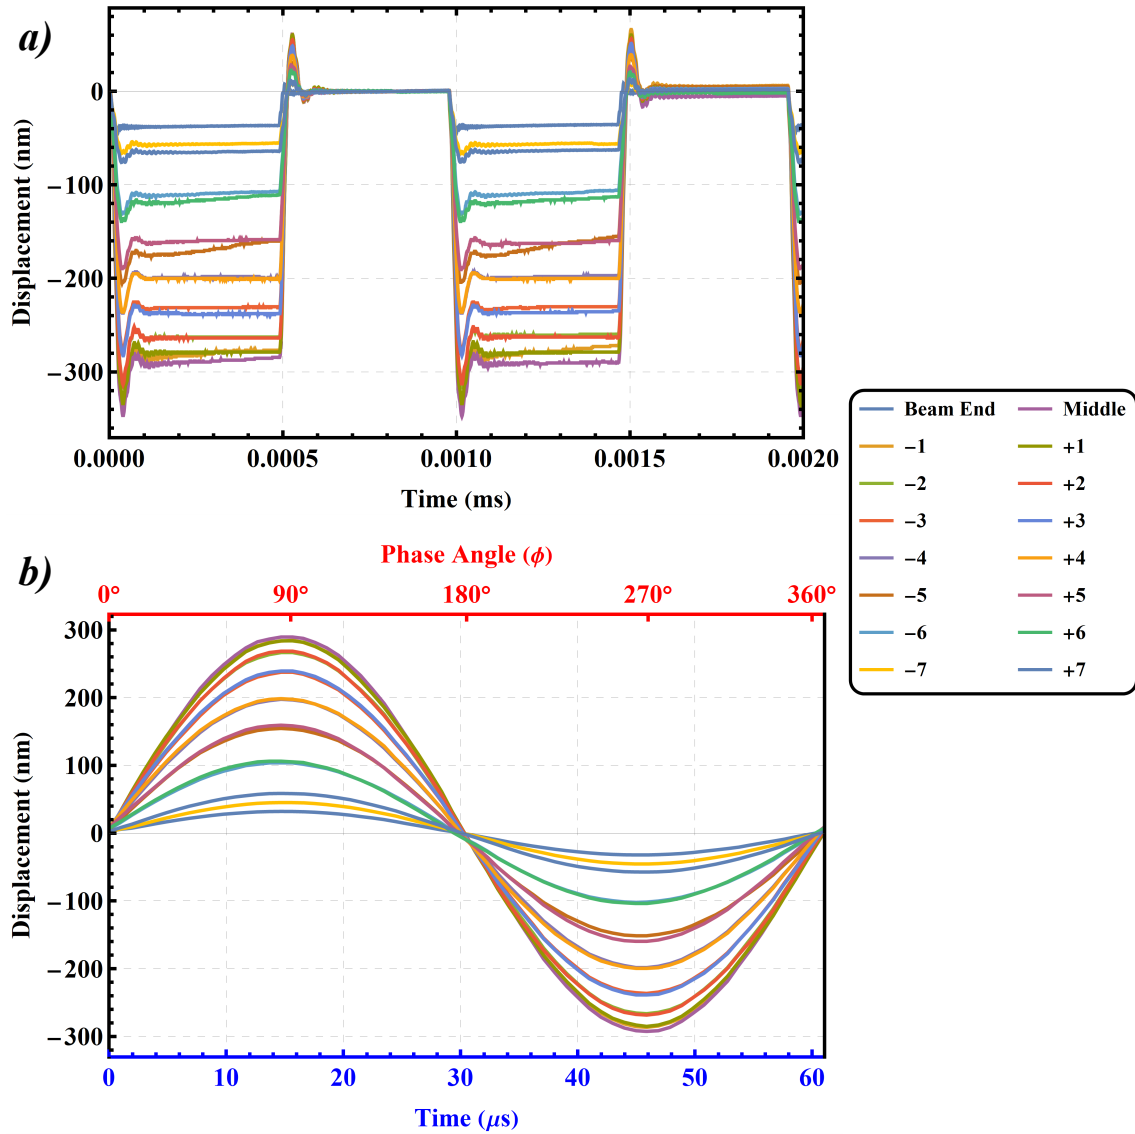 a)
Displacement (nm)
0
−100
−200
−300
0.0000 0.0005 0.0010 0.0015 0.0020
Time (ms)
Beam End Middle
−1 +1
−2 +2
−3 +3
−4 +4
−5 +5
−6 +6
−7 +7
b)
Phase Angle (ϕ)
0° 90° 180° 270° 360°
Displacement (nm)
300
200
100
0
−100
−200
−300
0 10 20 30 40 50 60
Time (μs)